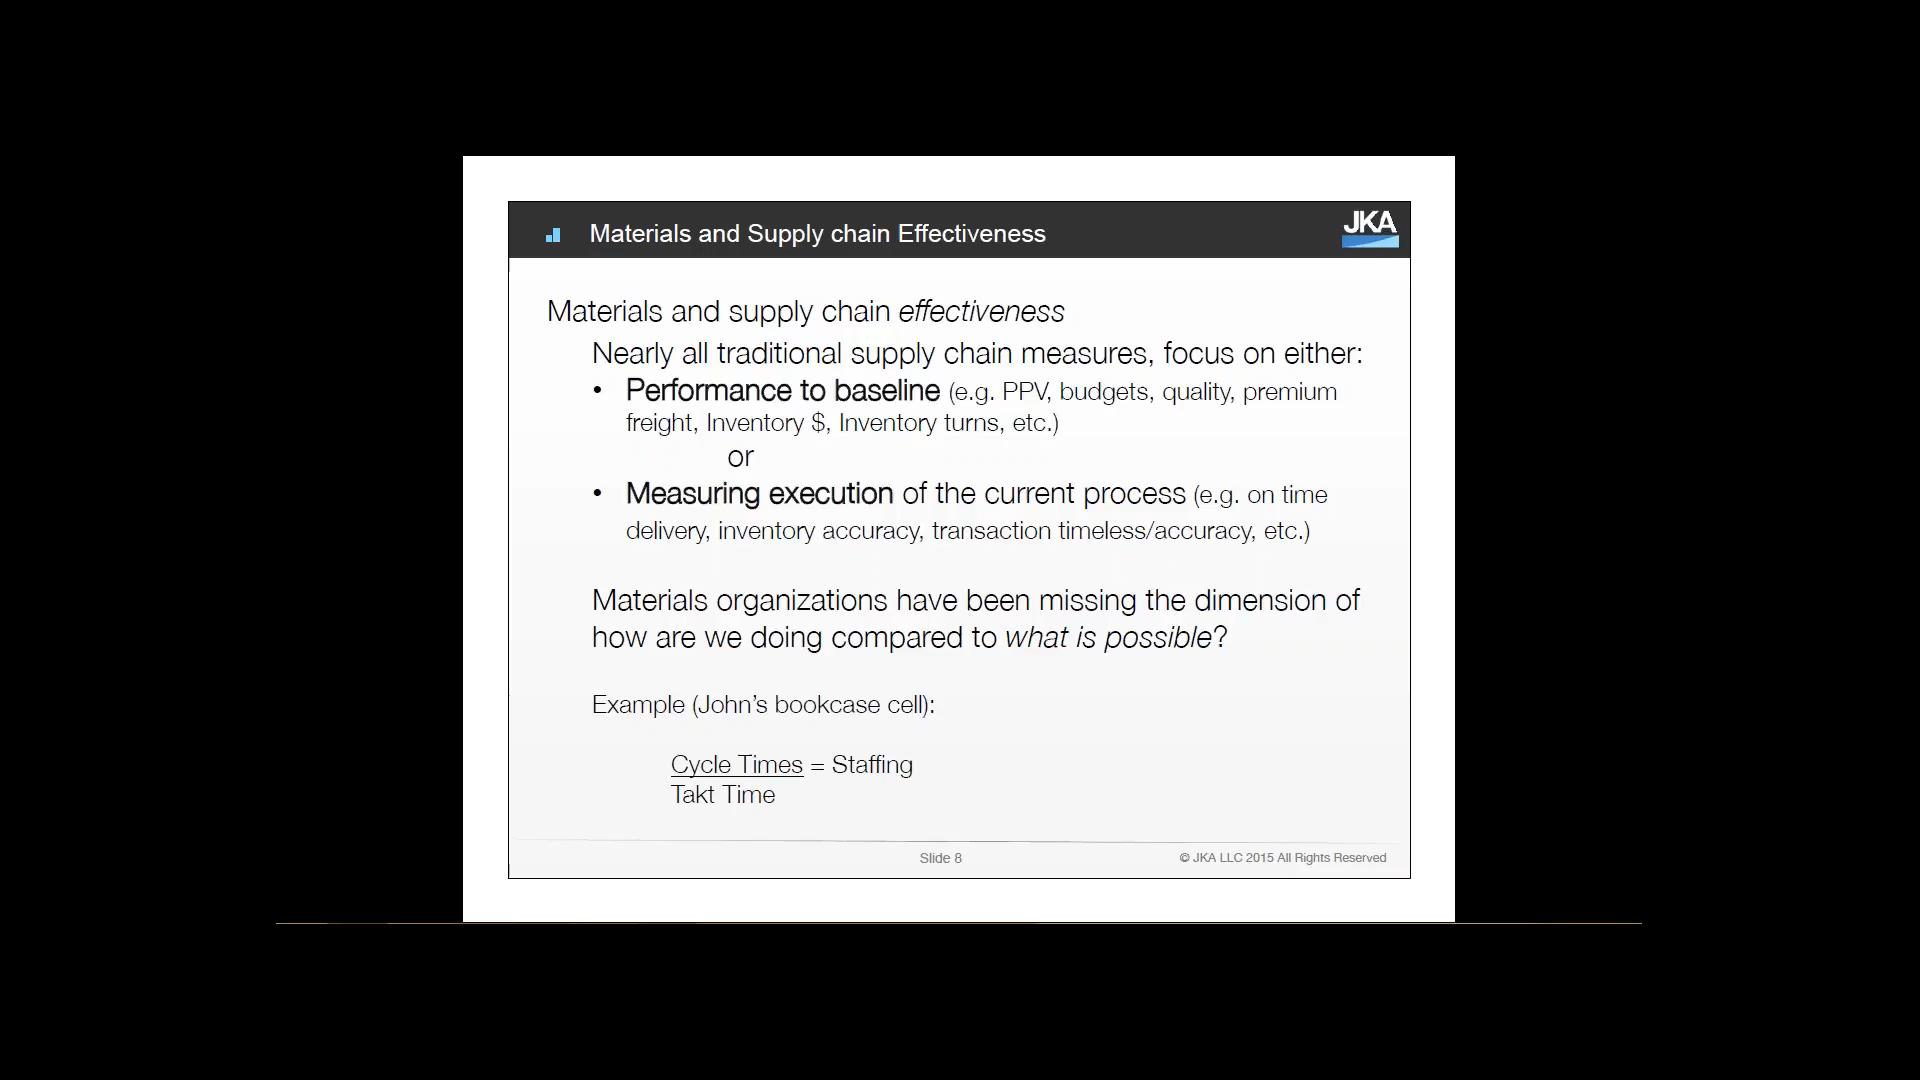 Materials and Supply chain Effectiveness
JKA
Materials and supply chain effectiveness
Nearly all traditional supply chain measures, focus on either:
• Performance to baseline (e.g. PPV, budgets, quality, premium
freight, Inventory $, Inventory turns, etc.)
or
• Measuring execution of the current process (e.g. on time
delivery, inventory accuracy, transaction timeless/accuracy, etc.)
Materials organizations have been missing the dimension of
how are we doing compared to what is possible?
Example (John's bookcase cell):
Cycle Times = Staffing
Takt Time
Slide 8
© JKA LLC 2015 All Rights Reserved